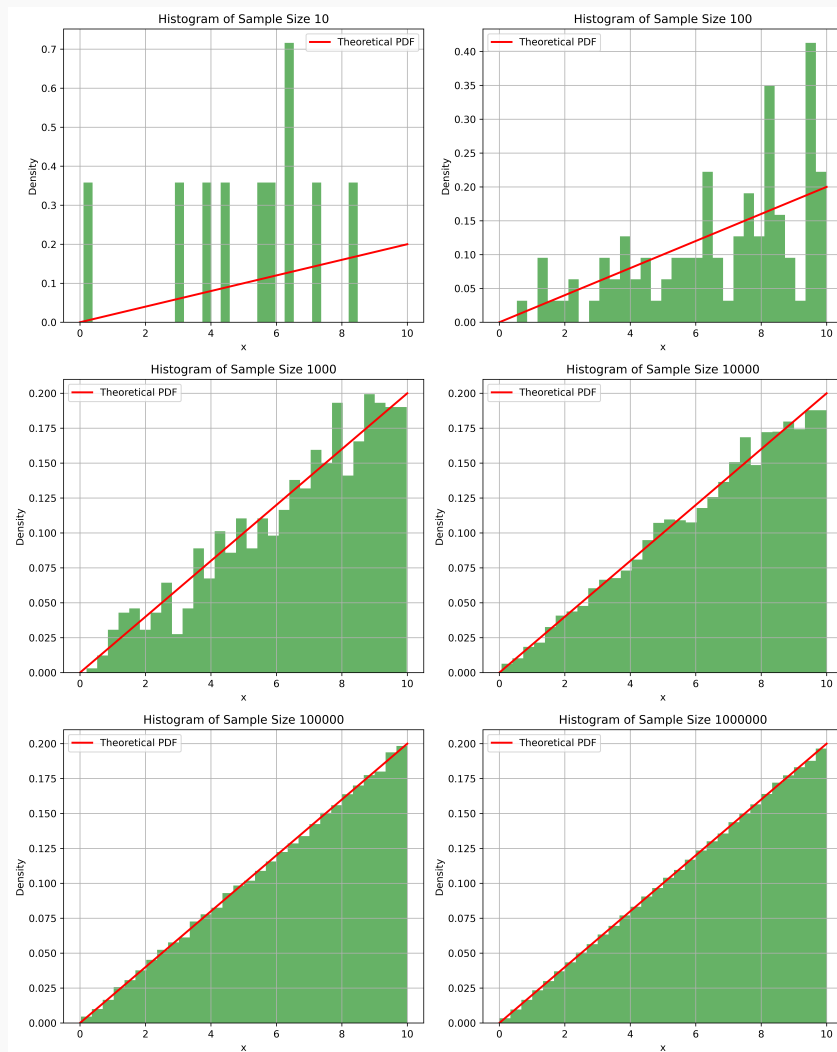 Histogram of Sample Size 10
Theoretical PDF
Density
0.7
0.6
0.5
0.4
0.3
0.2
0.1
0.0
0 2 4 6 8 10
x
Histogram of Sample Size 100
Theoretical PDF
Density
0.40
0.35
0.30
0.25
0.20
0.15
0.10
0.05
0.00
0 2 4 6 8 10
x
Histogram of Sample Size 1000
Theoretical PDF
Density
0.200
0.175
0.150
0.125
0.100
0.075
0.050
0.025
0.000
0 2 4 6 8 10
x
Histogram of Sample Size 10000
Theoretical PDF
Density
0.200
0.175
0.150
0.125
0.100
0.075
0.050
0.025
0.000
0 2 4 6 8 10
x
Histogram of Sample Size 100000
Theoretical PDF
Density
0.200
0.175
0.150
0.125
0.100
0.075
0.050
0.025
0.000
0 2 4 6 8 10
x
Histogram of Sample Size 1000000
Theoretical PDF
Density
0.200
0.175
0.150
0.125
0.100
0.075
0.050
0.025
0.000
0 2 4 6 8 10
x